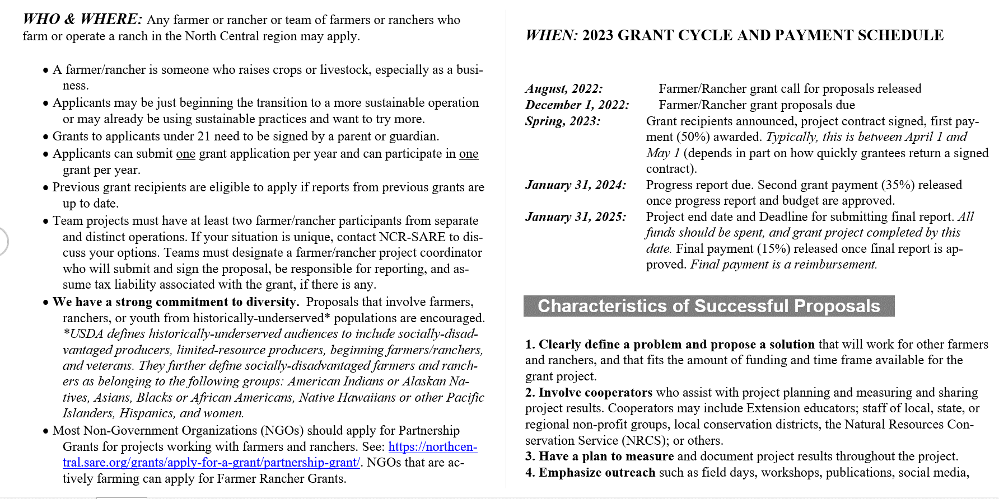 WHO & WHERE: Any farmer or rancher or team of farmers or ranchers who
farm or operate a ranch in the North Central region may apply.
• A farmer/rancher is someone who raises crops or livestock, especially as a busi-
ness.
• Applicants may be just beginning the transition to a more sustainable operation
or may already be using sustainable practices and want to try more.
• Grants to applicants under 21 need to be signed by a parent or guardian.
• Applicants can submit one grant application per year and can participate in one
grant per year.
• Previous grant recipients are eligible to apply if reports from previous grants are
up to date.
• Team projects must have at least two farmer/rancher participants from separate
and distinct operations. If your situation is unique, contact NCR-SARE to dis-
cuss your options. Teams must designate a farmer/rancher project coordinator
who will submit and sign the proposal, be responsible for reporting, and as-
sume tax liability associated with the grant, if there is any.
• We have a strong commitment to diversity.  Proposals that involve farmers,
ranchers, or youth from historically-underserved* populations are encouraged.
*USDA defines historically-underserved audiences to include socially-disad-
vantaged producers, limited-resource producers, beginning farmers/ranchers,
and veterans. They further define socially-disadvantaged farmers and ranch-
ers as belonging to the following groups: American Indians or Alaskan Na-
tives, Asians, Blacks or African Americans, Native Hawaiians or other Pacific
Islanders, Hispanics, and women.
• Most Non-Government Organizations (NGOs) should apply for Partnership
Grants for projects working with farmers and ranchers. See: https://northcen-
tral.sare.org/grants/apply-for-a-grant/partnership-grant/. NGOs that are ac-
tively farming can apply for Farmer Rancher Grants.
WHEN: 2023 GRANT CYCLE AND PAYMENT SCHEDULE
August, 2022: Farmer/Rancher grant call for proposals released
December 1, 2022: Farmer/Rancher grant proposals due
Spring, 2023: Grant recipients announced, project contract signed, first pay-
ment (50%) awarded. Typically, this is between April 1 and
May 1 (depends in part on how quickly grantees return a signed
contract).
January 31, 2024: Progress report due. Second grant payment (35%) released
once progress report and budget are approved.
January 31, 2025: Project end date and Deadline for submitting final report. All
funds should be spent, and grant project completed by this
date. Final payment (15%) released once final report is ap-
proved. Final payment is a reimbursement.
Characteristics of Successful Proposals
1. Clearly define a problem and propose a solution that will work for other farmers
and ranchers, and that fits the amount of funding and time frame available for the
grant project.
2. Involve cooperators who assist with project planning and measuring and sharing
project results. Cooperators may include Extension educators; staff of local, state, or
regional non-profit groups, local conservation districts, the Natural Resources Con-
servation Service (NRCS); or others.
3. Have a plan to measure and document project results throughout the project.
4. Emphasize outreach such as field days, workshops, publications, social media,